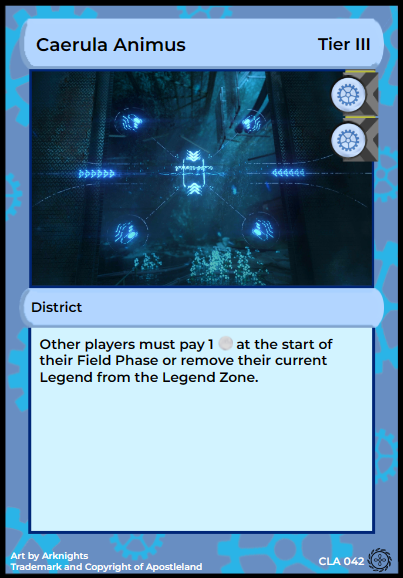 Caerula Animus
Tier III
District
Other players must pay 1 at the start of
their Field Phase or remove their current
Legend from the Legend Zone.
Art by Arknights
Trademark and Copyright of Apostleland
CLA 042